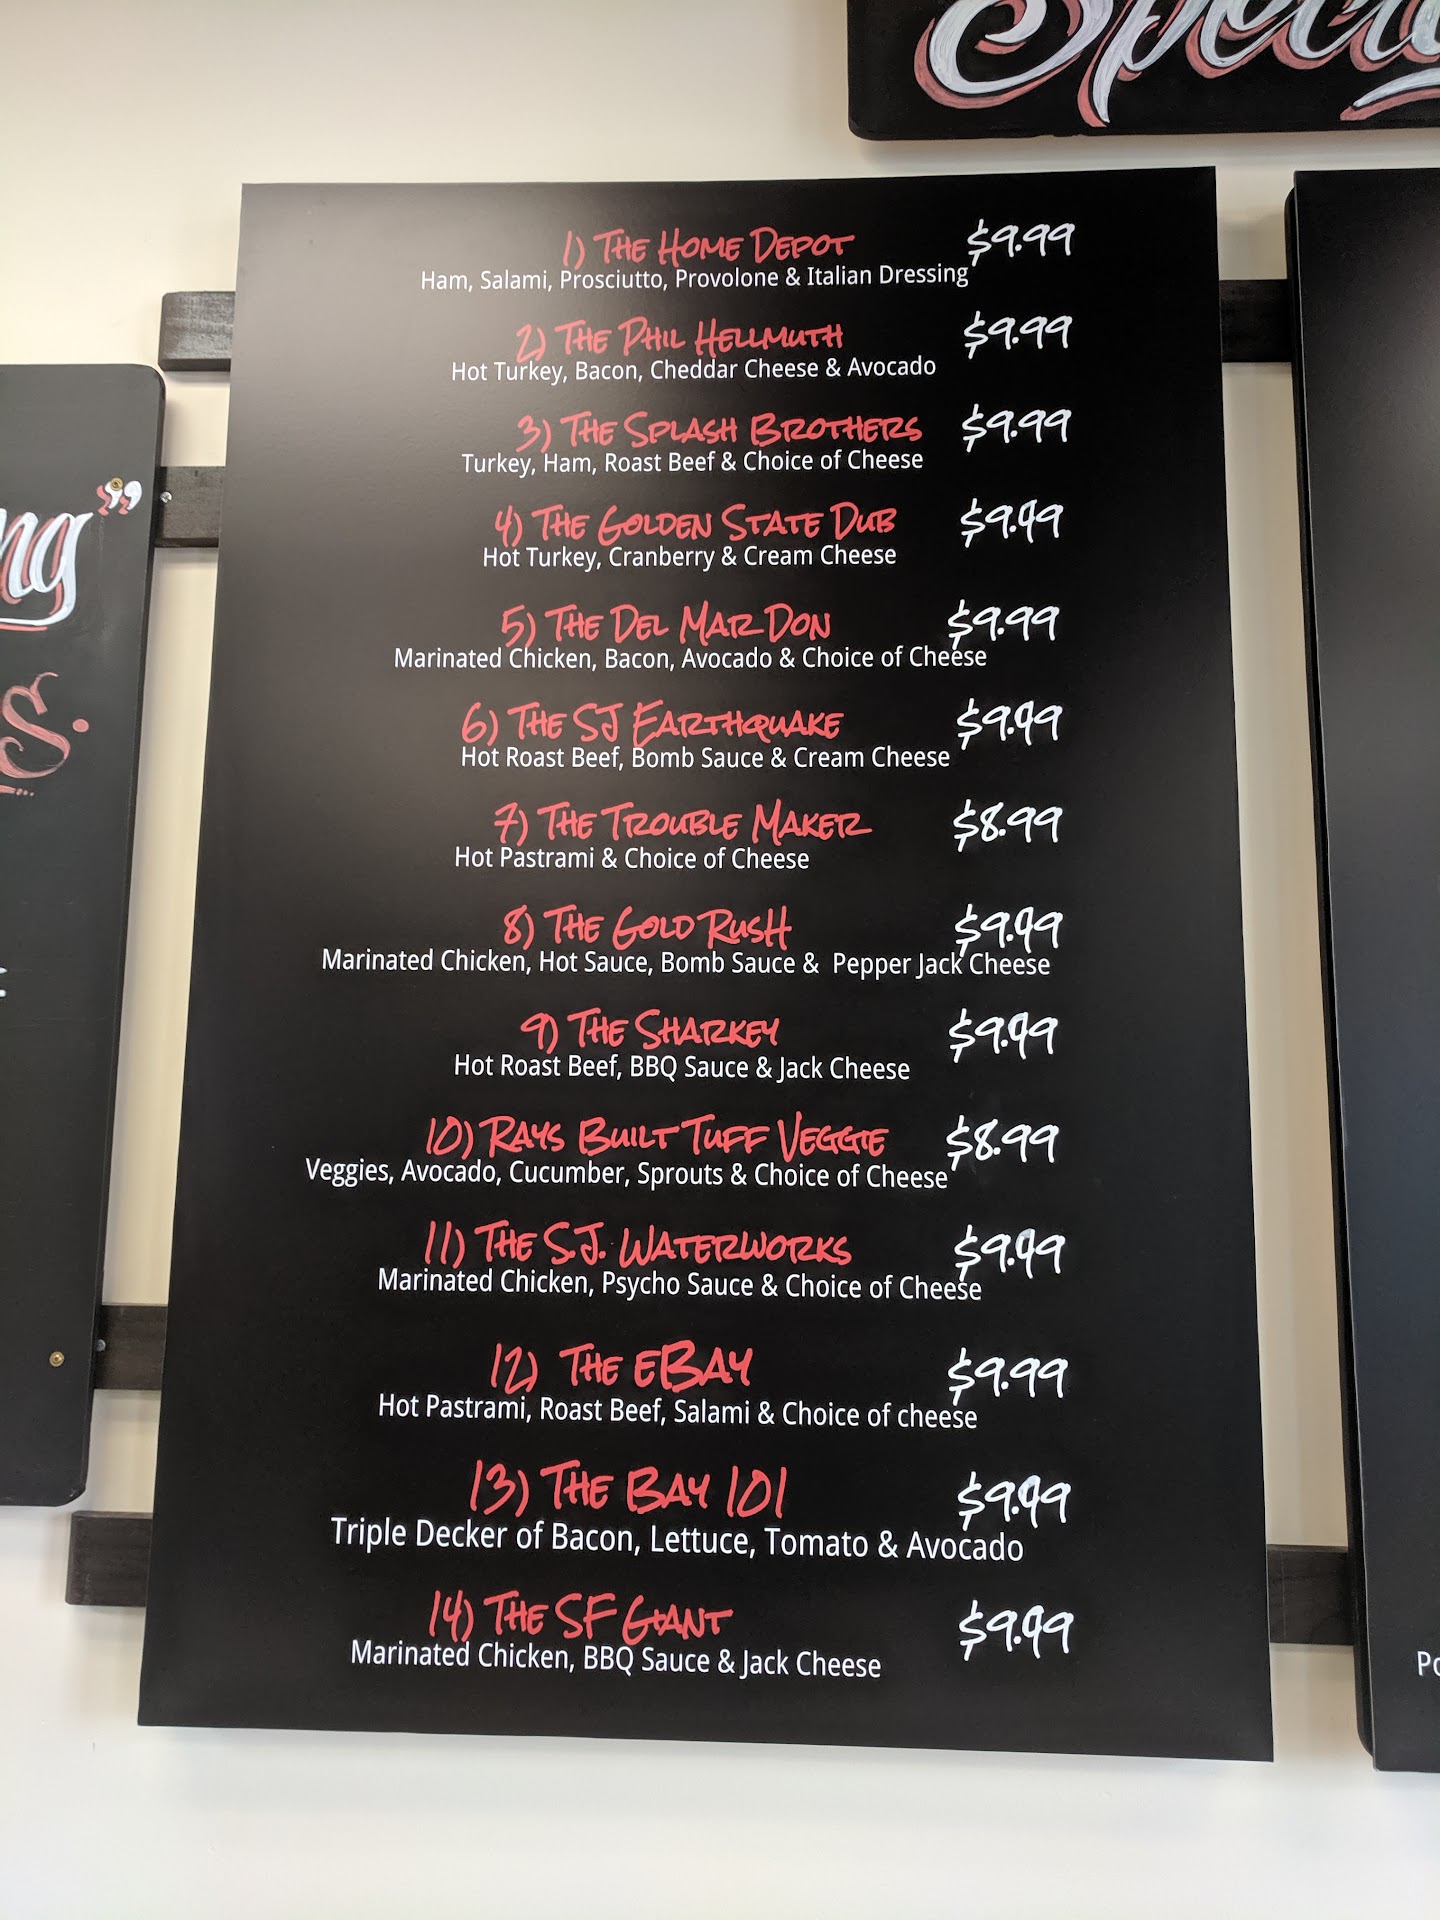 Special
1) The Home Depot $9.99
Ham, Salami, Prosciutto, Provolone & Italian Dressing
2) The Phil Hellmuth $9.99
Hot Turkey, Bacon, Cheddar Cheese & Avocado
3) The Splash Brothers $9.99
Turkey, Ham, Roast Beef & Choice of Cheese
4) The Golden State Dub $9.99
Hot Turkey, Cranberry & Cream Cheese
5) The Del Mar Don $9.99
Marinated Chicken, Bacon, Avocado & Choice of Cheese
6) The SJ Earthquake $9.99
Hot Roast Beef, Bomb Sauce & Cream Cheese
7) The Trouble Maker $8.99
Hot Pastrami & Choice of Cheese
8) The Gold Rush $9.99
Marinated Chicken, Hot Sauce, Bomb Sauce & Pepper Jack Cheese
9) The Sharkey $9.99
Hot Roast Beef, BBQ Sauce & Jack Cheese
10) Rays Built Tuff Veggie $8.99
Veggies, Avocado, Cucumber, Sprouts & Choice of Cheese
11) The S.J. Waterworks $9.99
Marinated Chicken, Psycho Sauce & Choice of Cheese
12) The eBay $9.99
Hot Pastrami, Roast Beef, Salami & Choice of cheese
13) The Bay 101 $9.99
Triple Decker of Bacon, Lettuce, Tomato & Avocado
14) The SF Giant $9.99
Marinated Chicken, BBQ Sauce & Jack Cheese